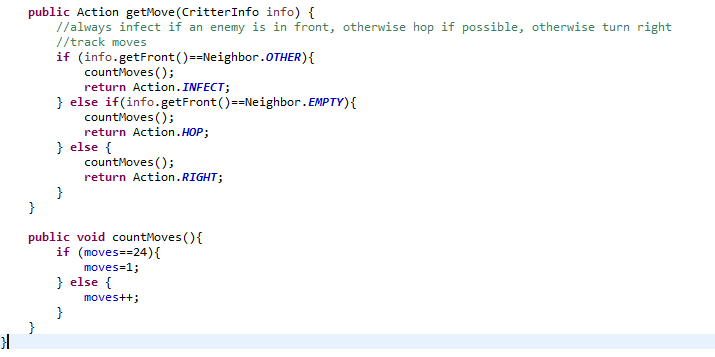 public Action getMove(CritterInfo info) {
//always infect if an enemy is in front, otherwise hop if possible, otherwise turn right
//track moves
if (info.getFront()==Neighbor.OTHER){
countMoves();
return Action.INFECT;
} else if(info.getFront()==Neighbor.EMPTY){
countMoves();
return Action.HOP;
} else {
countMoves();
return Action.RIGHT;
}
}
public void countMoves(){
if (moves==24){
moves=1;
} else {
moves++;
}
}
}